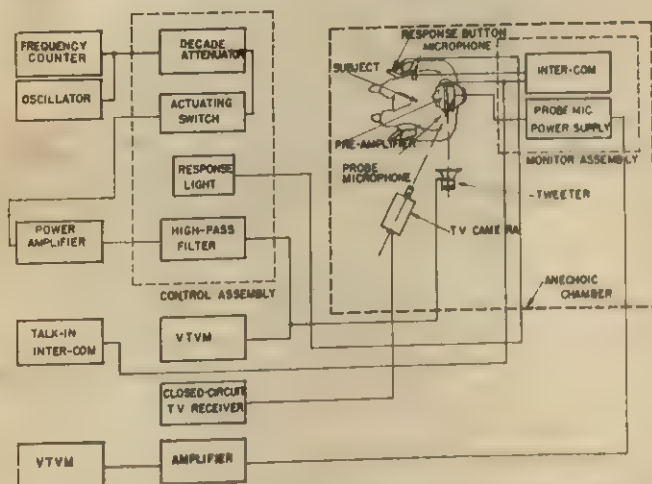 FREQUENCY
COUNTER
OSCILLATOR
DECADE
ATTENUATOR
ACTUATING
SWITCH
RESPONSE
LIGHT
POWER
AMPLIFIER
HIGH-PASS
FILTER
CONTROL ASSEMBLY
TALK-IN
INTER-COM
VTVM
CLOSED-CIRCUIT
TV RECEIVER
VTVM
AMPLIFIER
RESPONSE BUTTON
MICROPHONE
SUBJECT
PRE-AMPLIFIER
PROBE
MICROPHONE
TWEETER
TV CAMERA
INTER-COM
PROBE MIC
POWER SUPPLY
MONITOR ASSEMBLY
ANECHOIC
CHAMBER